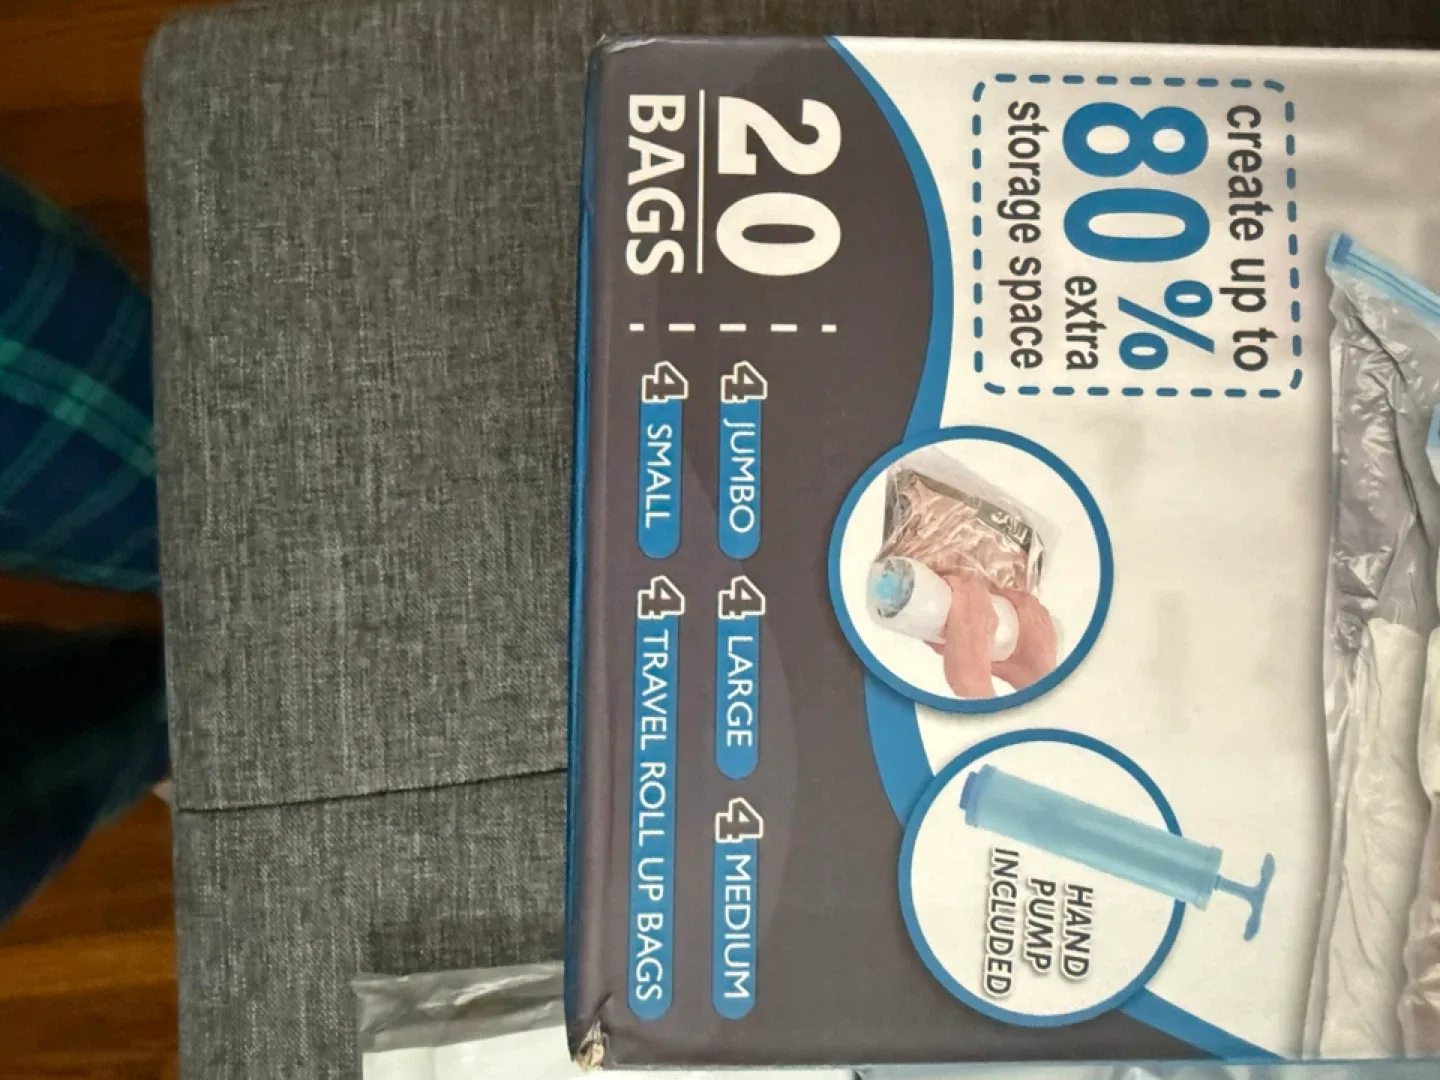 create up to
80% extra
storage space
20
BAGS
4 JUMBO 4 LARGE 4 MEDIUM
4 SMALL 4 TRAVEL ROLL UP BAGS
HAND
PUMP
INCLUDED